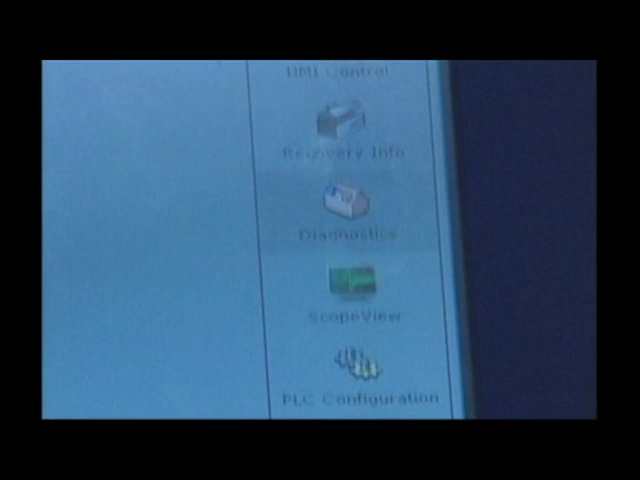 HMI Control
Recovery Info
Diagnostics
ScopeView
PLC Configuration